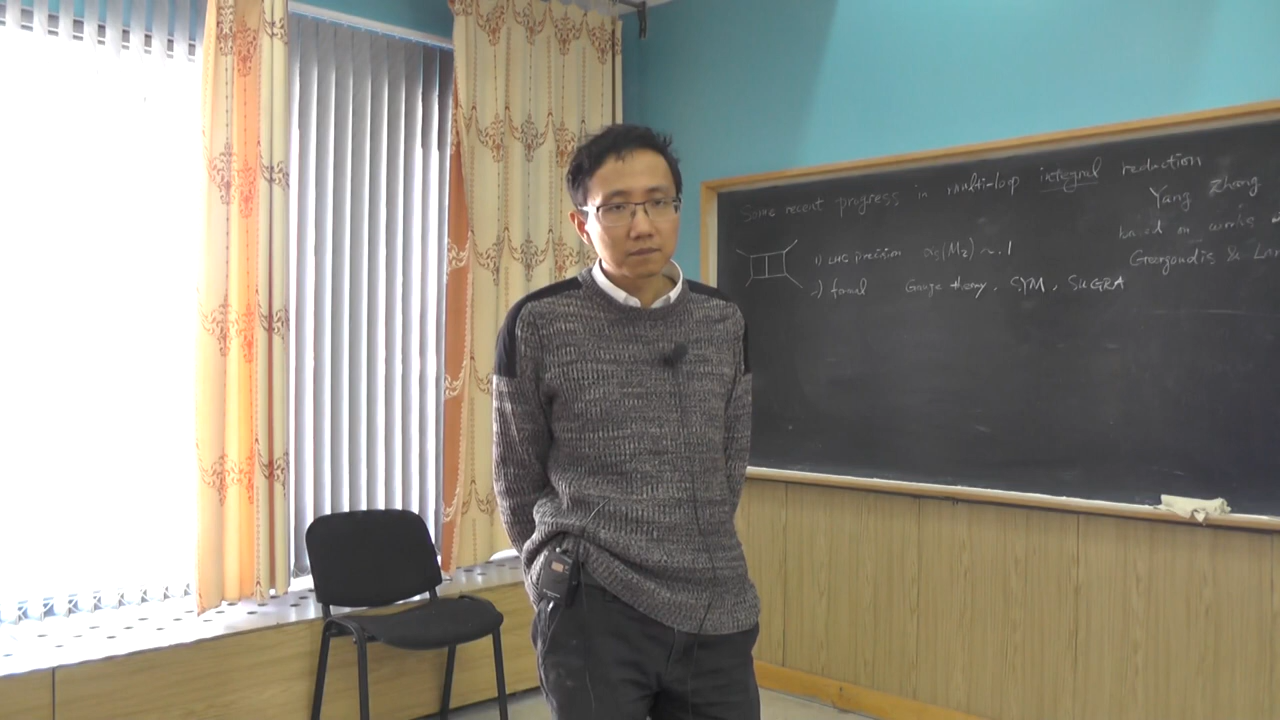 Some recent progress in multi-loop integral reduction
Yang Zhang
based on works
1) LHC precision αs(MZ) ~ .1
Georgoudis & Lar
2) formal Gauge theory, SYM, SUGRA